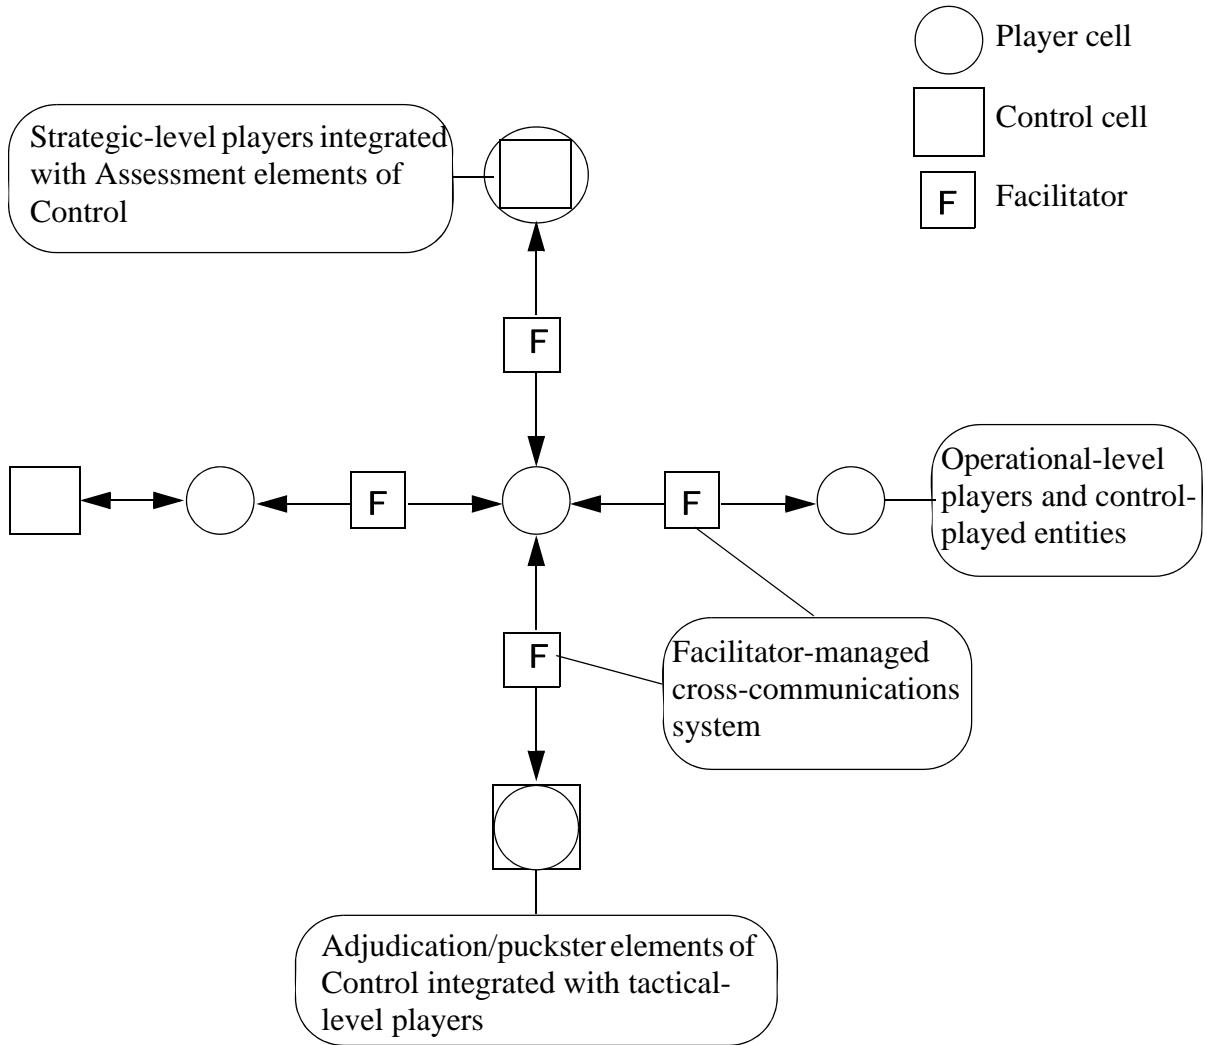 Player cell
Control cell
F
Facilitator
Strategic-level players integrated
with Assessment elements of
Control
F
F
F
Operational-level
players and control-
played entities
F
Facilitator-managed
cross-communications
system
Adjudication/puckster elements of
Control integrated with tactical-
level players